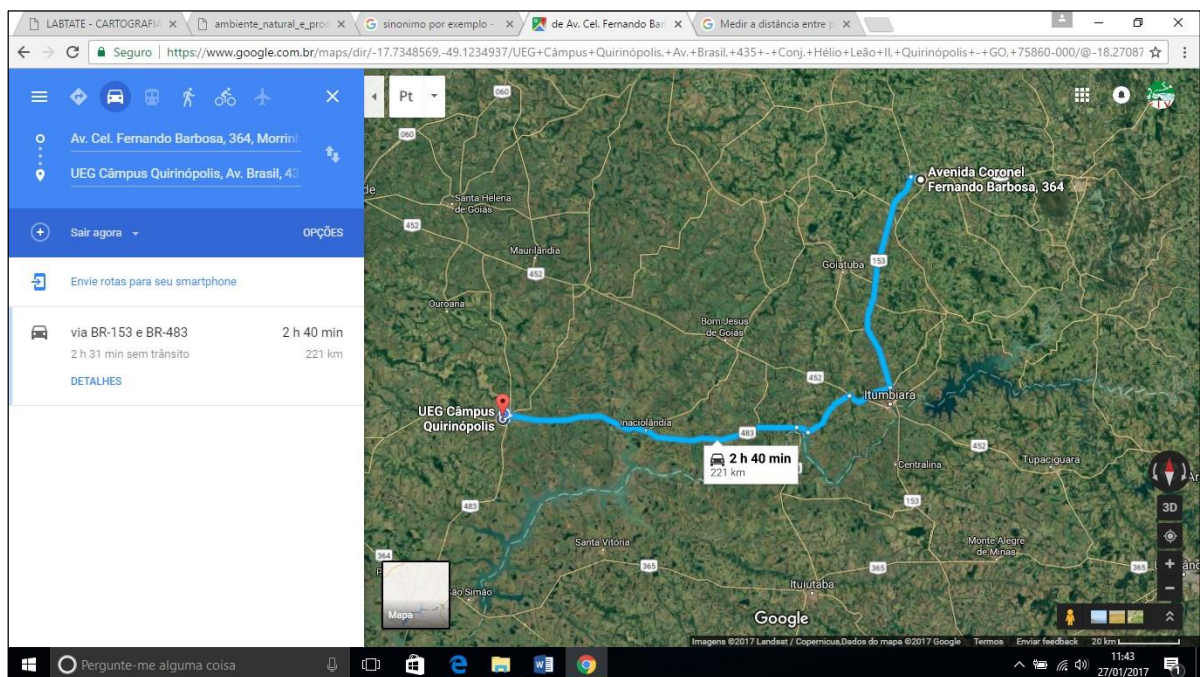 LABTATE - CARTOGRAFIA
ambiente_natural_e_proc
sinonimo por exemplo -
de Av. Cel. Fernando Bar
Medir a distância entre p
Seguro | https://www.google.com.br/maps/dir/-17.7348569,-49.1234937/UEG+Câmpus+Quirinópolis,+Av.+Brasil,+435+-+Conj.+Hélio+Leão+II,+Quirinópolis+-+GO,+75860-000/@-18.27087
Av. Cel. Fernando Barbosa, 364, Morrinh
UEG Câmpus Quirinópolis, Av. Brasil, 43
Sair agora
OPÇÕES
Envie rotas para seu smartphone
via BR-153 e BR-483
2 h 40 min
2 h 31 min sem trânsito
221 km
DETALHES
Pt
060
060
Avenida Coronel
Fernando Barbosa, 364
de
Santa Helena
de Goiás
452
Maurilândia
452
Goiatuba
153
Ouroana
Bom Jesus
de Goiás
452
Itumbiara
UEG Câmpus
Quirinópolis
Inaciolândia
483
2 h 40 min
221 km
452
Centralina
Tupaciguara
Ar
483
153
3D
Santa Vitória
Monte Alegre
de Minas
364
P
365
365
365
ão Simão
Ituiutaba
Mapa
Google
Imagens ©2017 Landsat / Copernicus,Dados do mapa ©2017 Google
Termos
Enviar feedback
20 km
Pergunte-me alguma coisa
11:43
27/01/2017
1